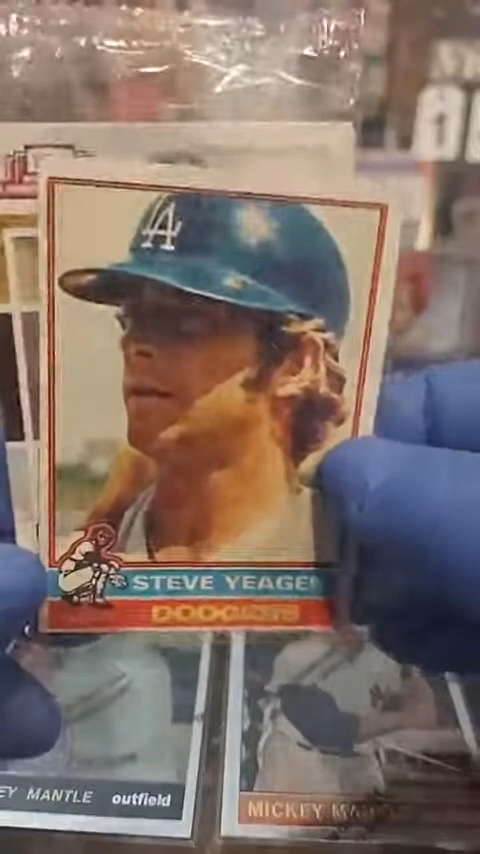 LA
STEVE YEAGE
DODGERS
EY MANTLE outfield
MICKEY MA